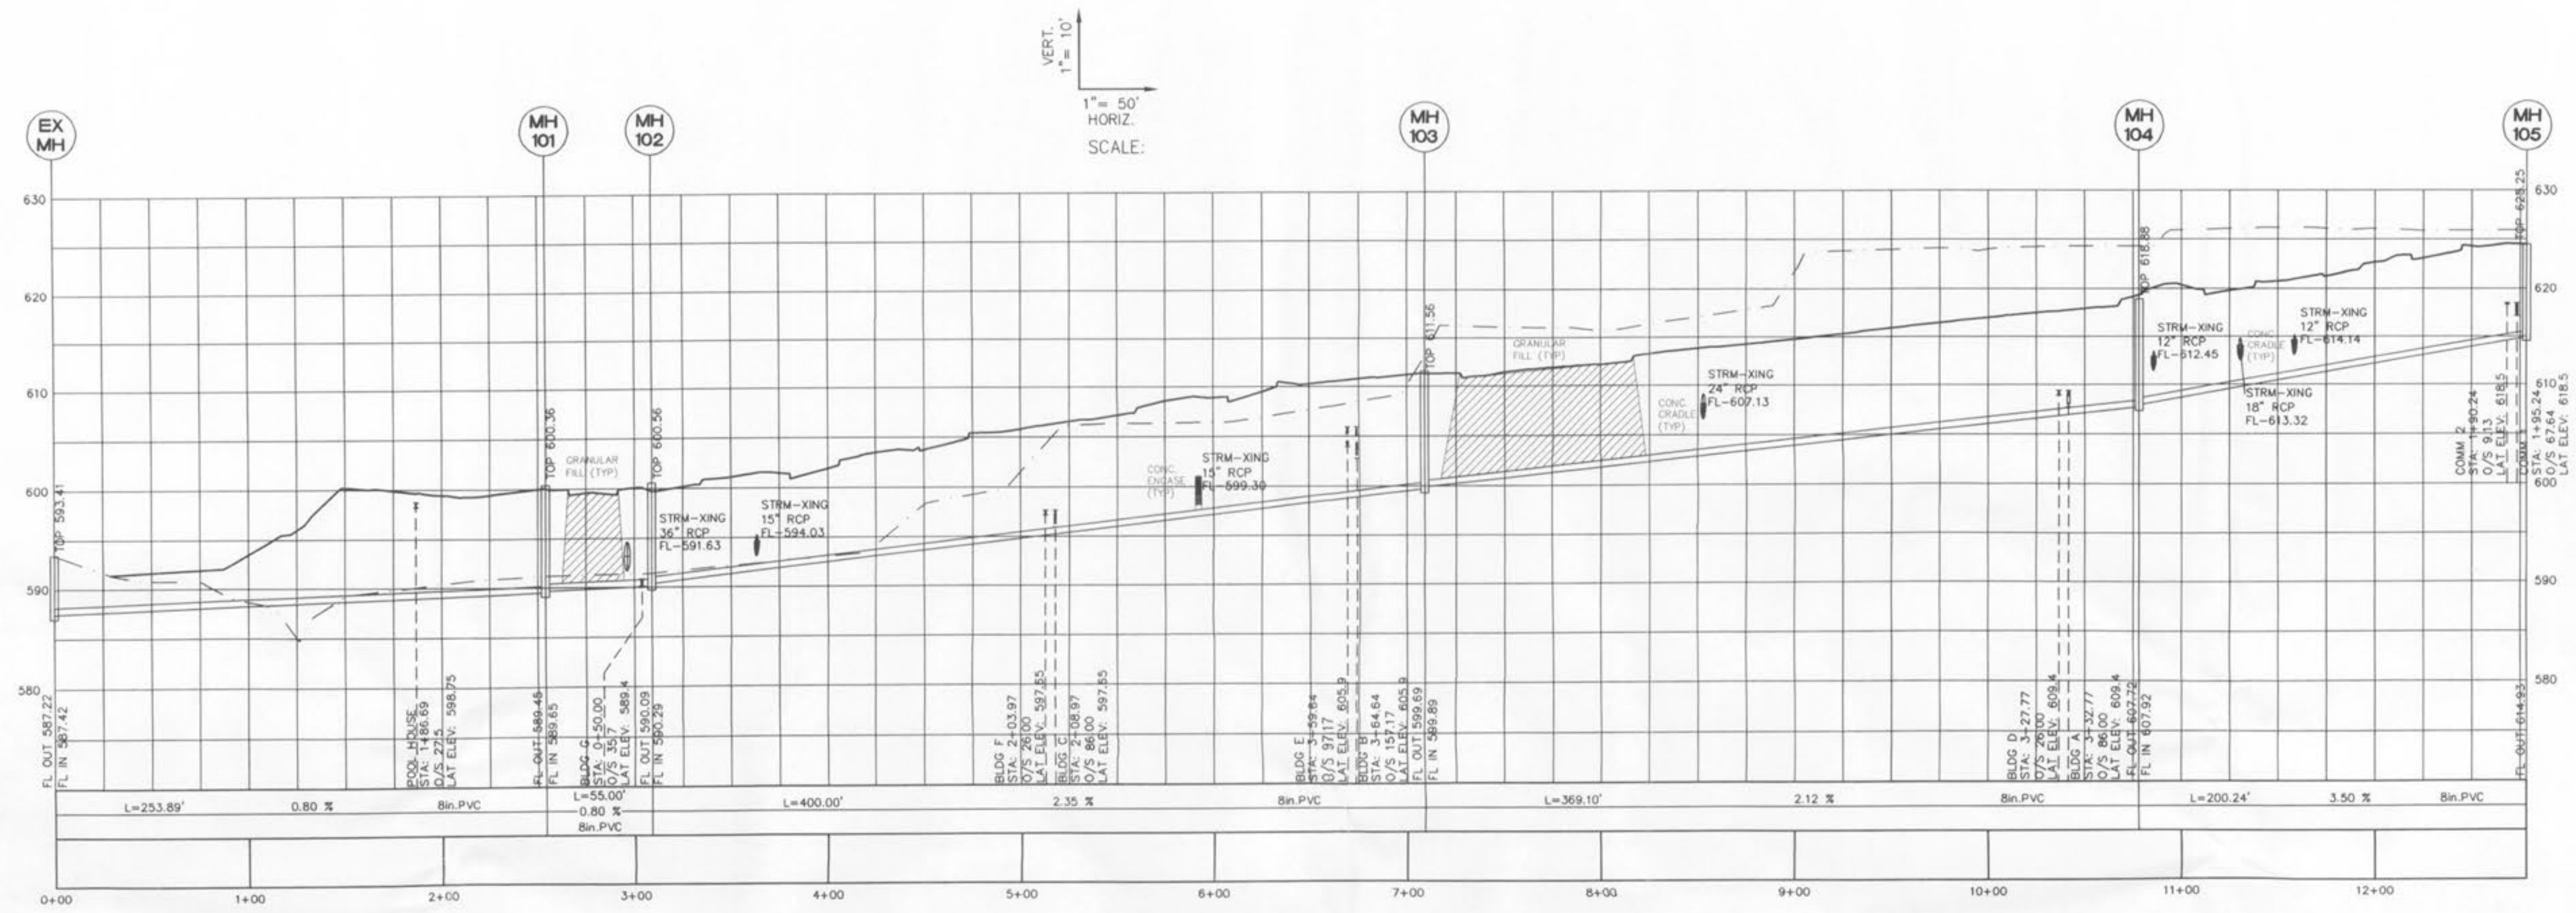 VERT.
1"= 10'
1"= 50'
HORIZ.
SCALE:
EX
MH
MH
101
MH
102
MH
103
MH
104
MH
105
630
620
610
600
590
580
630
620
610
600
590
580
TOP 593.41
TOP 600.36
TOP 600.56
TOP 611.56
TOP 618.88
TOP 625.25
GRANULAR
FILL (TYP)
STRM-XING
36" RCP
FL-591.63
STRM-XING
15" RCP
FL-594.03
CONC.
ENCASE
(TYP)
STRM-XING
15" RCP
FL-599.30
GRANULAR
FILL (TYP)
CONC.
CRADLE
(TYP)
STRM-XING
24" RCP
FL-607.13
STRM-XING
12" RCP
FL-612.45
CONC.
CRADLE
(TYP)
STRM-XING
18" RCP
FL-613.32
STRM-XING
12" RCP
FL-614.14
FL OUT 587.22
FL IN 587.42
POOL HOUSE
STA: 1+86.69
O/S 27.5
LAT ELEV: 598.75
FL OUT 589.45
FL IN 589.65
BLDG G
STA: 0+50.00
O/S 35.7
LAT ELEV: 589.4
FL OUT 590.09
FL IN 590.29
BLDG F
STA: 2+03.97
O/S 26.00
LAT ELEV: 597.55
BLDG C
STA: 2+08.97
O/S 86.00
LAT ELEV: 597.55
BLDG E
STA: 3+59.64
O/S 97.17
LAT ELEV: 605.9
BLDG B
STA: 3+64.64
O/S 157.17
LAT ELEV: 605.9
FL OUT 599.69
FL IN 599.89
BLDG D
STA: 3+27.77
O/S 26.00
LAT ELEV: 609.4
BLDG A
STA: 3+32.77
O/S 86.00
LAT ELEV: 609.4
FL OUT 607.72
FL IN 607.92
COMM 2
STA: 1+90.24
O/S 9.13
LAT ELEV: 618.5
COMM
STA: 1+95.24
O/S 67.64
LAT ELEV: 618.5
FL OUT 614.93
L=253.89' 0.80 % 8in.PVC
L=55.00'
0.80 %
8in.PVC
L=400.00' 2.35 % 8in.PVC
L=369.10' 2.12 % 8in.PVC
L=200.24' 3.50 % 8in.PVC
0+00 1+00 2+00 3+00 4+00 5+00 6+00 7+00 8+00 9+00 10+00 11+00 12+00